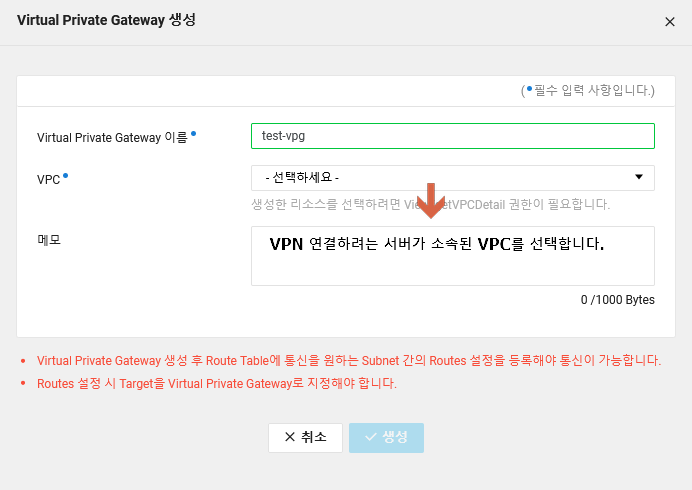 Virtual Private Gateway 생성
(•필수 입력 사항입니다.)
Virtual Private Gateway 이름•
test-vpg
VPC•
- 선택하세요 -
생성한 리소스를 선택하려면 권한이 필요합니다.
메모
VPN 연결하려는 서버가 소속된 VPC를 선택합니다.
0 /1000 Bytes
• Virtual Private Gateway 생성 후 Route Table에 통신을 원하는 Subnet 간의 Routes 설정을 등록해야 통신이 가능합니다.
• Routes 설정 시 Target을 Virtual Private Gateway로 지정해야 합니다.
취소
생성